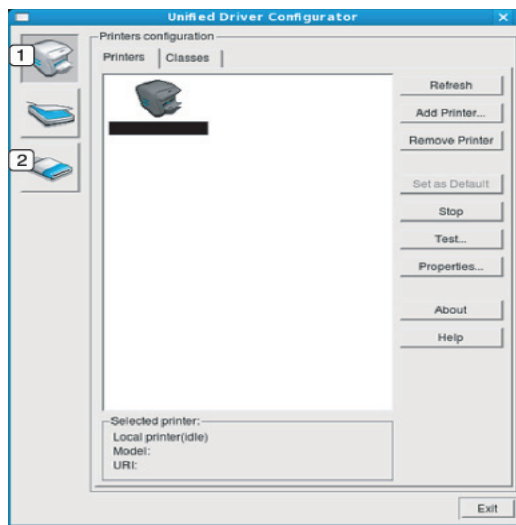 Unified Driver Configurator
1
2
Printers configuration
Printers
Classes
Refresh
Add Printer...
Remove Printer
Set as Default
Stop
Test...
Properties...
About
Help
Selected printer:
Local printer(idle)
Model:
URI:
Exit